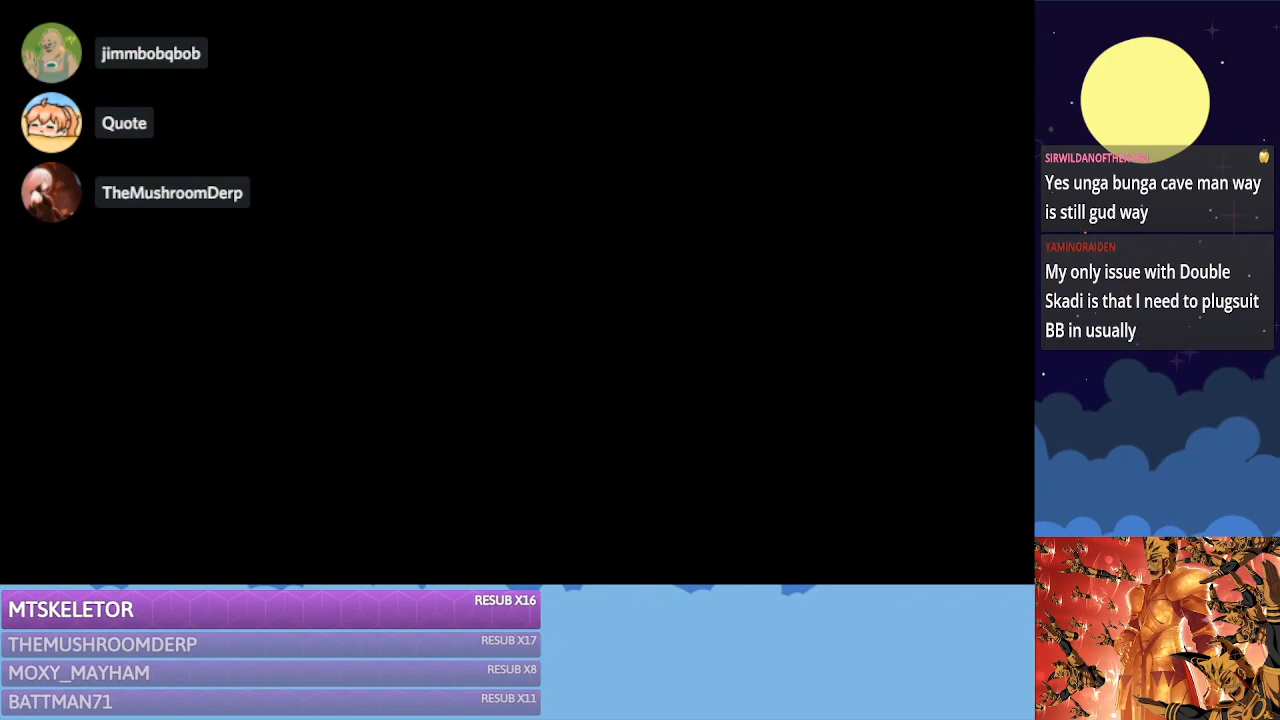 jimmbobqbob
Quote
TheMushroomDerp
Yes unga bunga cave man way
is still gud way
YAMINORAIDEN
My only issue with Double
Skadi is that I need to plugsuit
BB in usually
MTSKELETOR RESUB X16
THEMUSHROOMDERP RESUB X17
MOXY_MAYHAM RESUB X8
BATTMAN71 RESUB X11